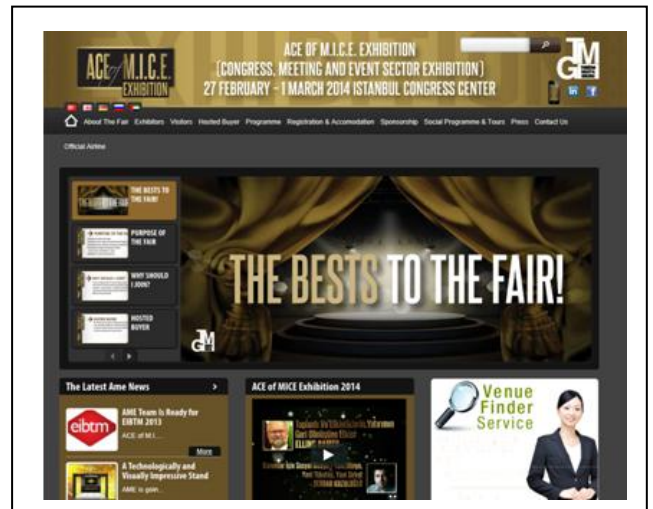 ACE of M.I.C.E.
EXHIBITION
ACE OF M.I.C.E. EXHIBITION
[CONGRESS, MEETING AND EVENT SECTOR EXHIBITION]
27 FEBRUARY - 1 MARCH 2014 ISTANBUL CONGRESS CENTER
About The Fair Exhibitors Visitors Hosted Buyer Programme Registration & Accomodation Sponsorship Social Programme & Tours Press Contact Us
Official Airline
THE BESTS TO
THE FAIR!
PURPOSE OF
THE FAIR
WHY SHOULD
I JOIN?
HOSTED
BUYER
THE BESTS TO THE FAIR!
The Latest Ame News
eibtm
AME Team Is Ready for
EIBTM 2013
ACE of M.I....
More
A Technologically and
Visually Impressive Stand
AME is goin...
ACE of MICE Exhibition 2014
Venue
Finder
Service